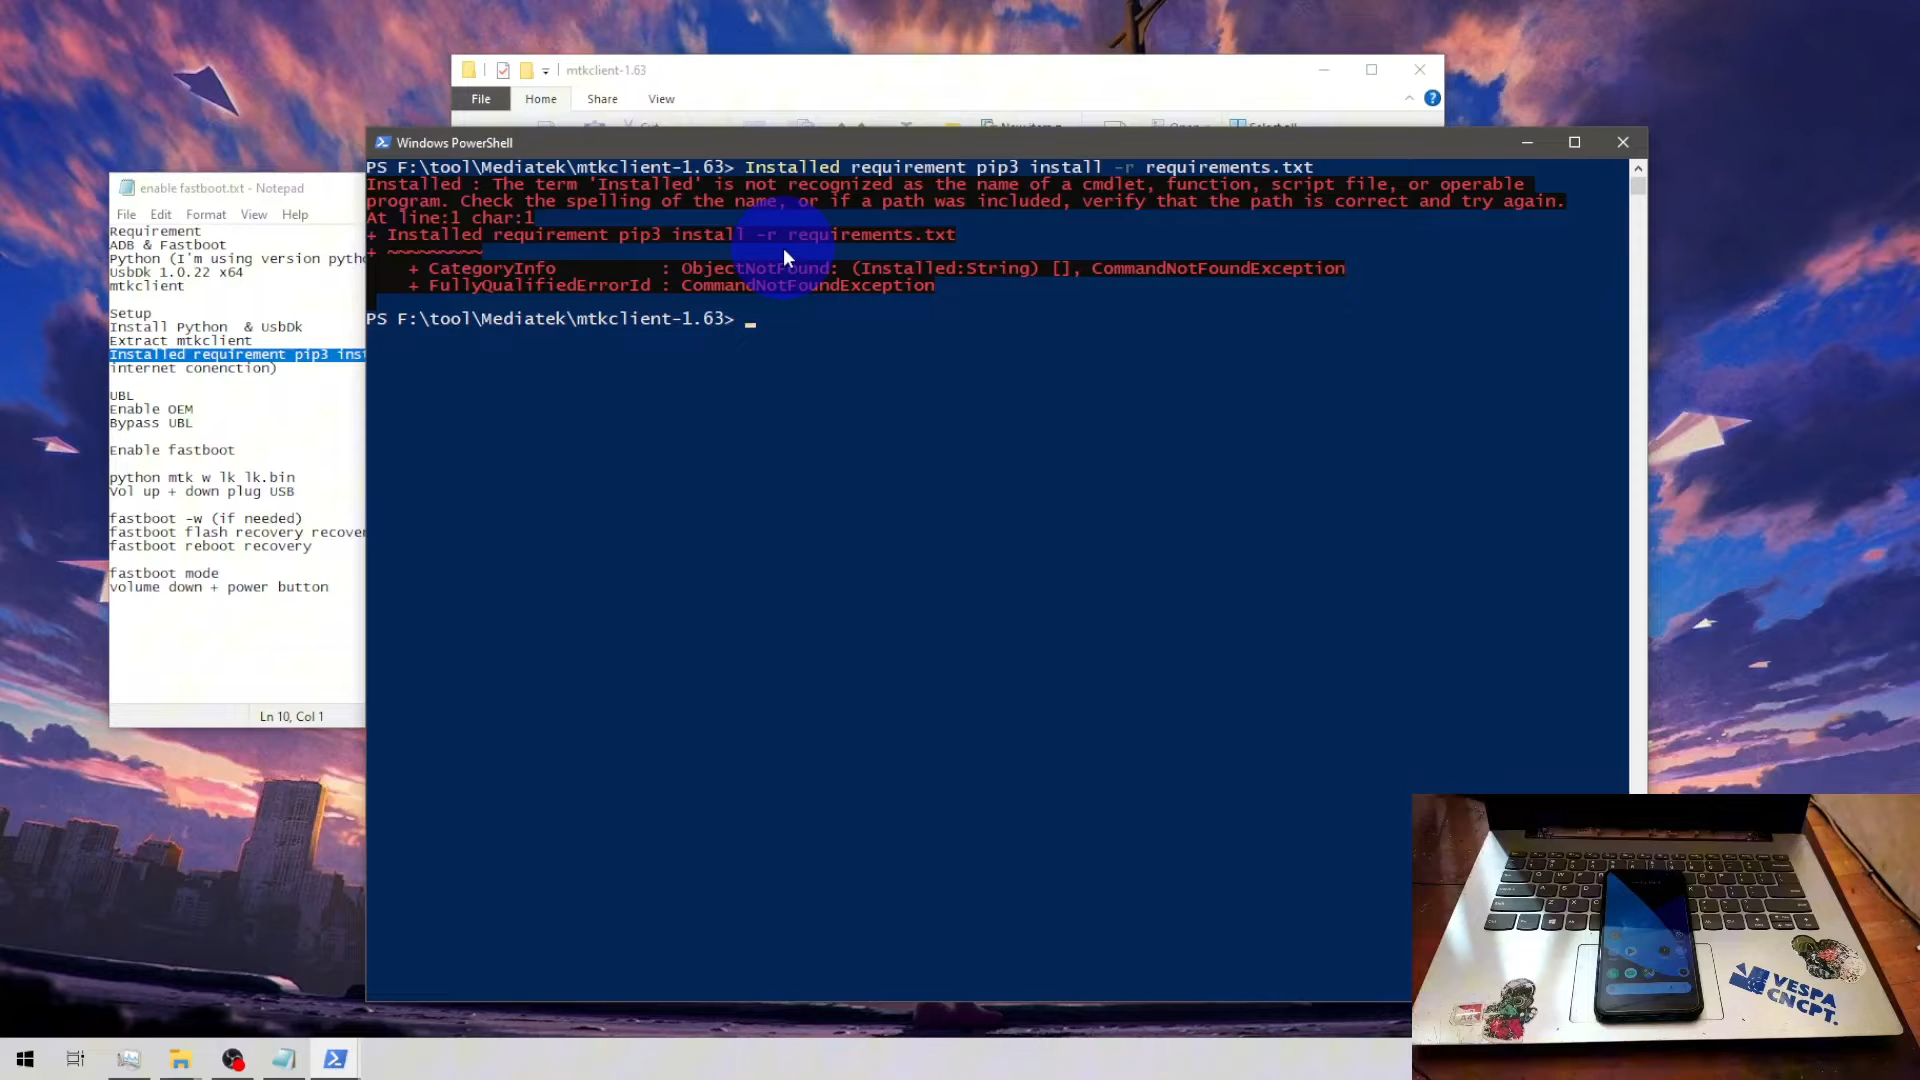 mtkclient-1.63
File Home Share View
Windows PowerShell
PS F:\tool\Mediatek\mtkclient-1.63> Installed requirement pip3 install -r requirements.txt
Installed : The term 'Installed' is not recognized as the name of a cmdlet, function, script file, or operable
program. Check the spelling of the name, or if a path was included, verify that the path is correct and try again.
At line:1 char:1
+ Installed requirement pip3 install -r requirements.txt
+ ~~~~~~~~~
+ CategoryInfo : ObjectNotFound: (Installed:String) [], CommandNotFoundException
+ FullyQualifiedErrorId : CommandNotFoundException
PS F:\tool\Mediatek\mtkclient-1.63>
enable fastboot.txt - Notepad
File Edit Format View Help
Requirement
ADB & Fastboot
Python (I'm using version
UsbDk 1.0.22 x64
mtkclient
Setup
Install Python & UsbDk
Extract mtkclient
Installed requirement pip3
internet conenction)
UBL
Enable OEM
Bypass UBL
Enable fastboot
python mtk w lk lk.bin
Vol up + down plug USB
fastboot -w (if needed)
fastboot flash recovery
fastboot reboot recovery
fastboot mode
volume down + power button
Ln 10, Col 1
VESPA
CNCPT.